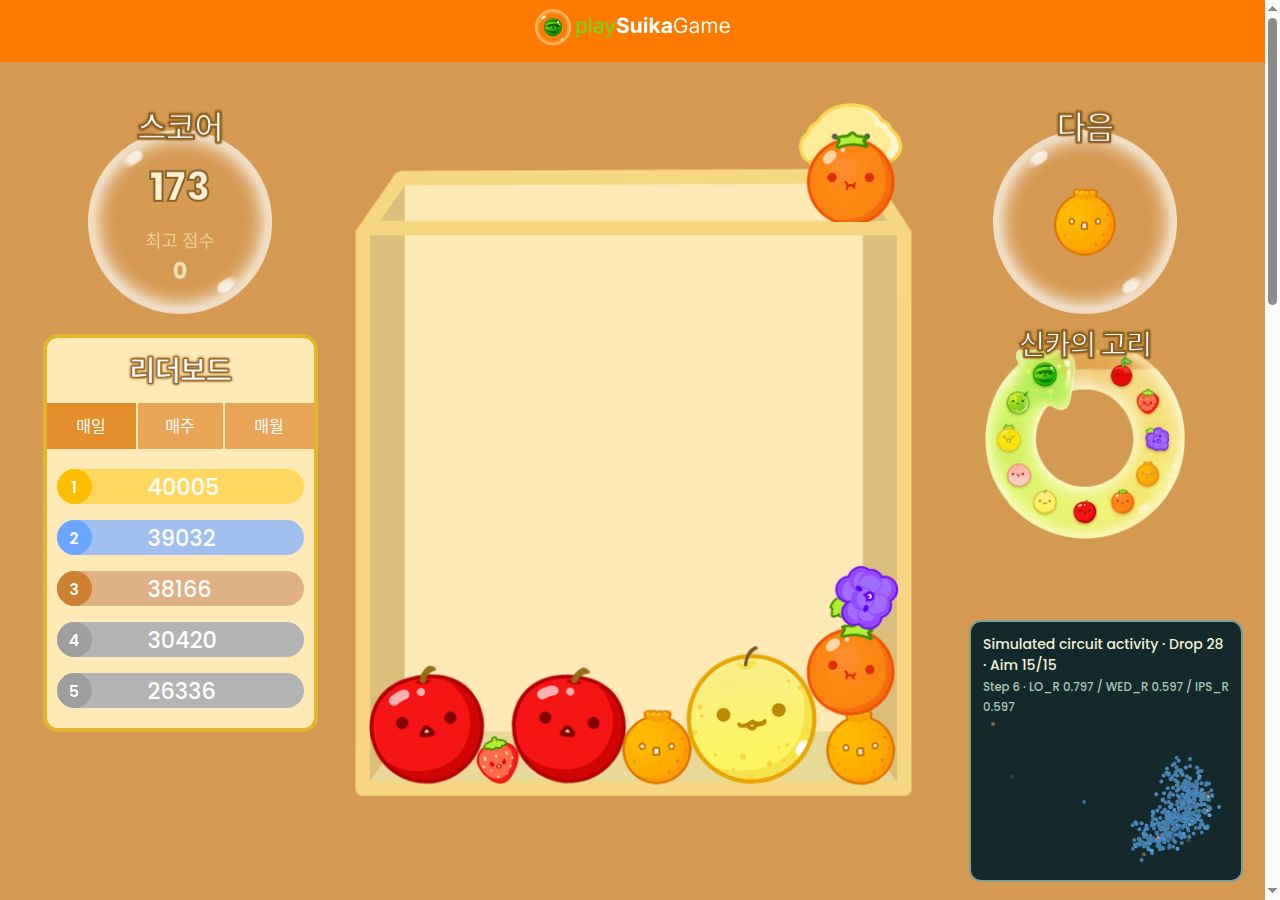 playSuikaGame
스코어
173
최고 점수
0
다음
신카의 고리
리더보드
매일 매주 매월
1 40005
2 39032
3 38166
4 30420
5 26336
Simulated circuit activity · Drop 28
· Aim 15/15
Step 6 · LO_R 0.797 / WED_R 0.597 / IPS_R
0.597